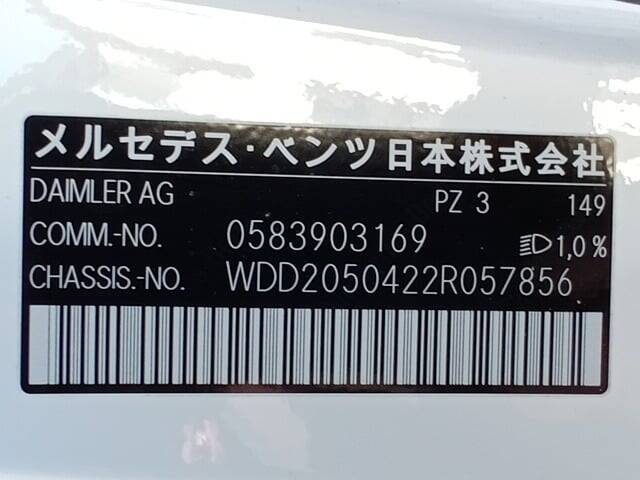 メルセデス・ベンツ日本株式会社
DAIMLER AG PZ 3 149
COMM.-NO. 0583903169 1,0%
CHASSIS.-NO. WDD2050422R057856